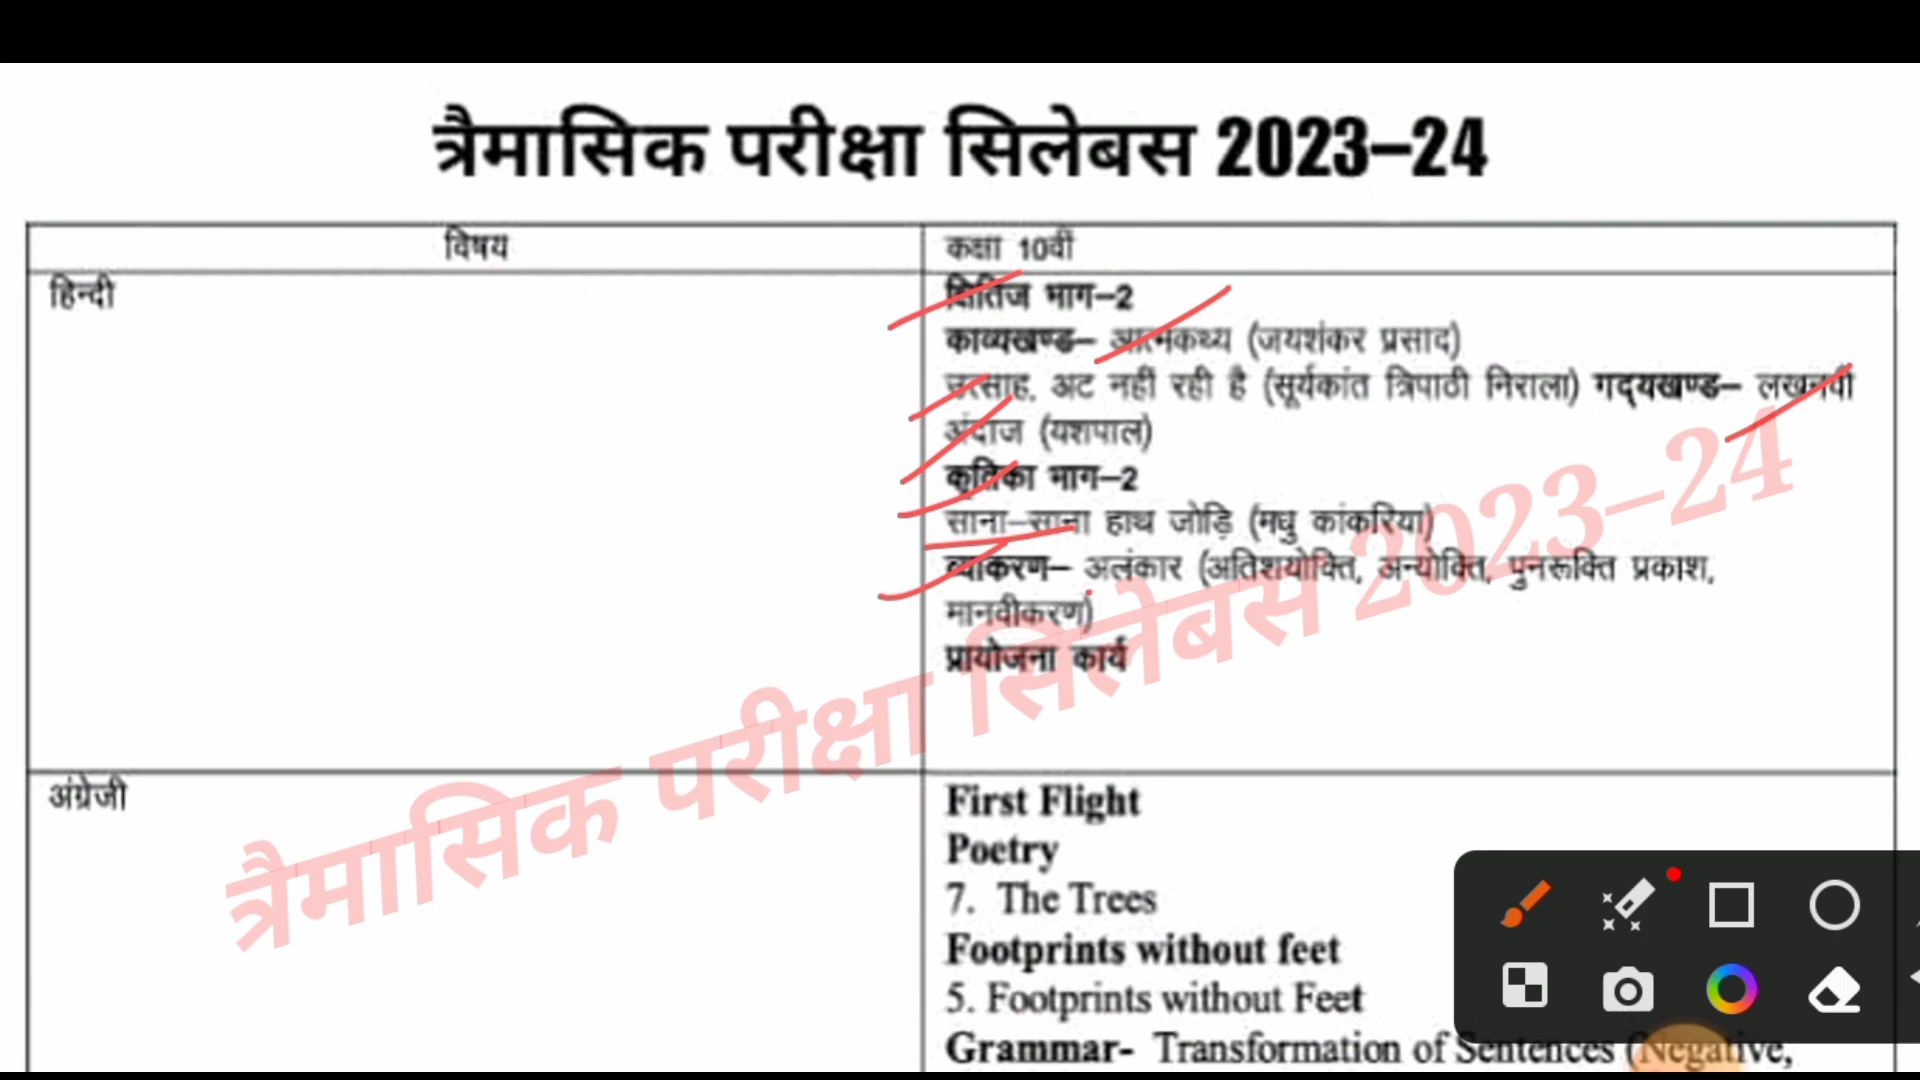 त्रैमासिक परीक्षा सिलेबस 2023–24
विषय
कक्षा 10वीं
हिन्दी
क्षितिज भाग–2
काव्यखण्ड– आत्मकथ्य (जयशंकर प्रसाद)
उत्साह, अट नहीं रही है (सूर्यकांत त्रिपाठी निराला) गद्यखण्ड– लखनवी
अंदाज (यशपाल)
कृतिका भाग–2
साना–साना हाथ जोड़ि (मधु कांकरिया)
व्याकरण– अलंकार (अतिशयोक्ति, अन्योक्ति, पुनरूक्ति प्रकाश,
मानवीकरण)
प्रायोजना कार्य
त्रैमासिक परीक्षा सिलेबस 2023–24
अंग्रेजी
First Flight
Poetry
7. The Trees
Footprints without feet
5. Footprints without Feet
Grammar- Transformation of Sentences (Negative,